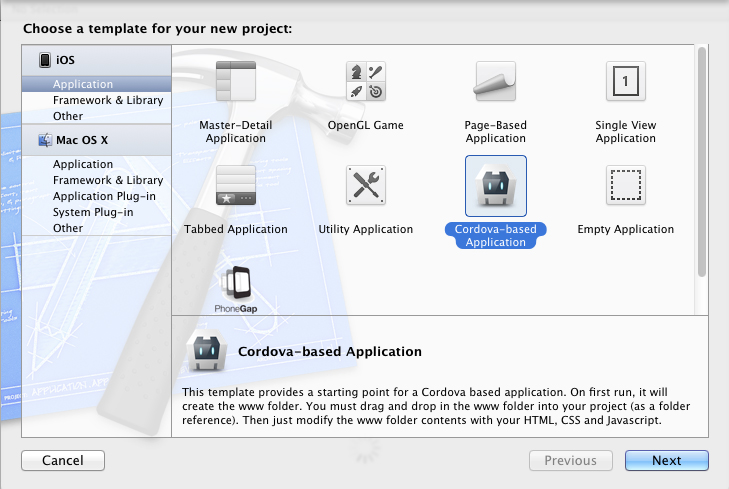 Choose a template for your new project:
iOS
Application
Framework & Library
Other
Mac OS X
Application
Framework & Library
Application Plug-in
System Plug-in
Other
Master-Detail
Application
OpenGL Game
Page-Based
Application
1
Single View
Application
Tabbed Application
Utility Application
Cordova-based
Application
Empty Application
PhoneGap
Cordova-based Application
This template provides a starting point for a Cordova based application. On first run, it will
create the www folder. You must drag and drop in the www folder into your project (as a folder
reference). Then just modify the www folder contents with your HTML, CSS and Javascript.
Cancel
Previous
Next